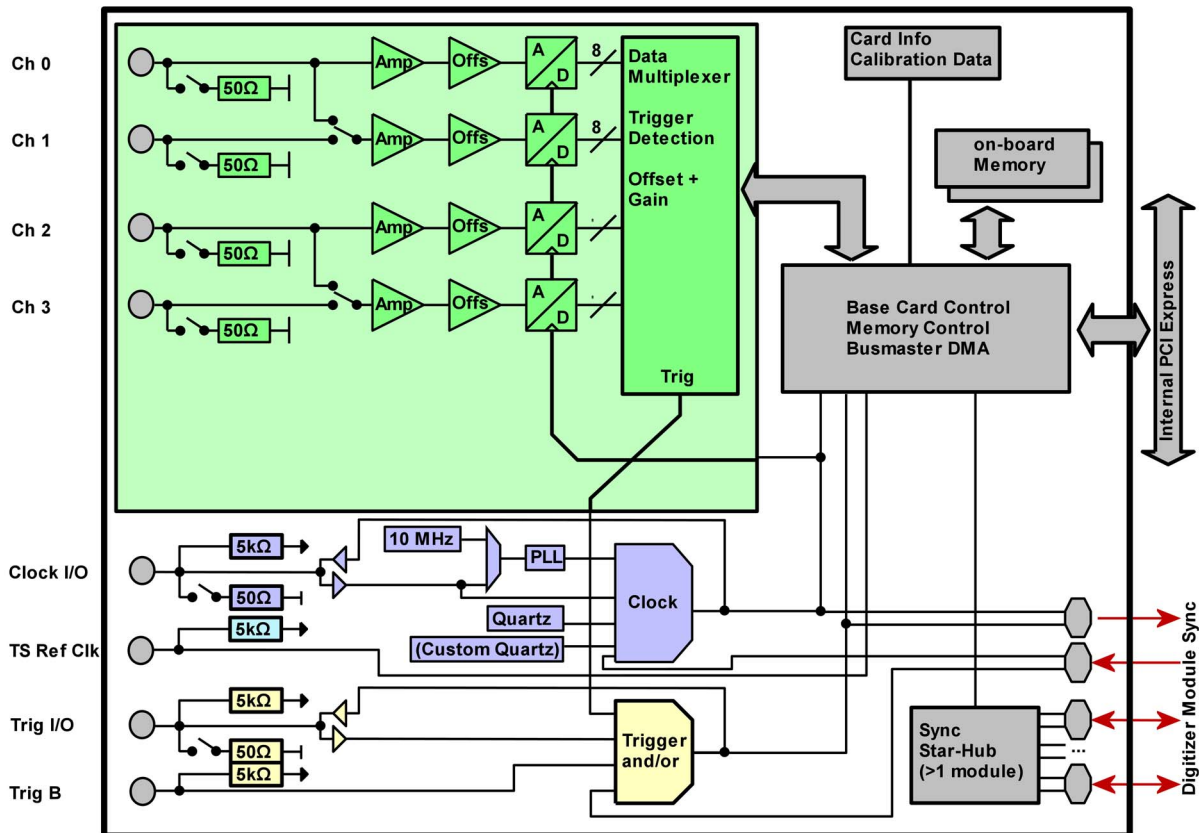 Ch 0
50Ω
Amp
Offs
A
D
8
Data
Multiplexer
Ch 1
50Ω
Amp
Offs
A
D
8
Trigger
Detection
Offset +
Gain
Ch 2
50Ω
Amp
Offs
A
D
Ch 3
50Ω
Amp
Offs
A
D
Trig
Card Info
Calibration Data
on-board
Memory
Base Card Control
Memory Control
Busmaster DMA
Internal PCI Express
Clock I/O
5kΩ
50Ω
10 MHz
PLL
Clock
Quartz
(Custom Quartz)
TS Ref Clk
5kΩ
Trig I/O
5kΩ
50Ω
Trigger
and/or
Trig B
5kΩ
Sync
Star-Hub
(>1 module)
...
Digitizer Module Sync